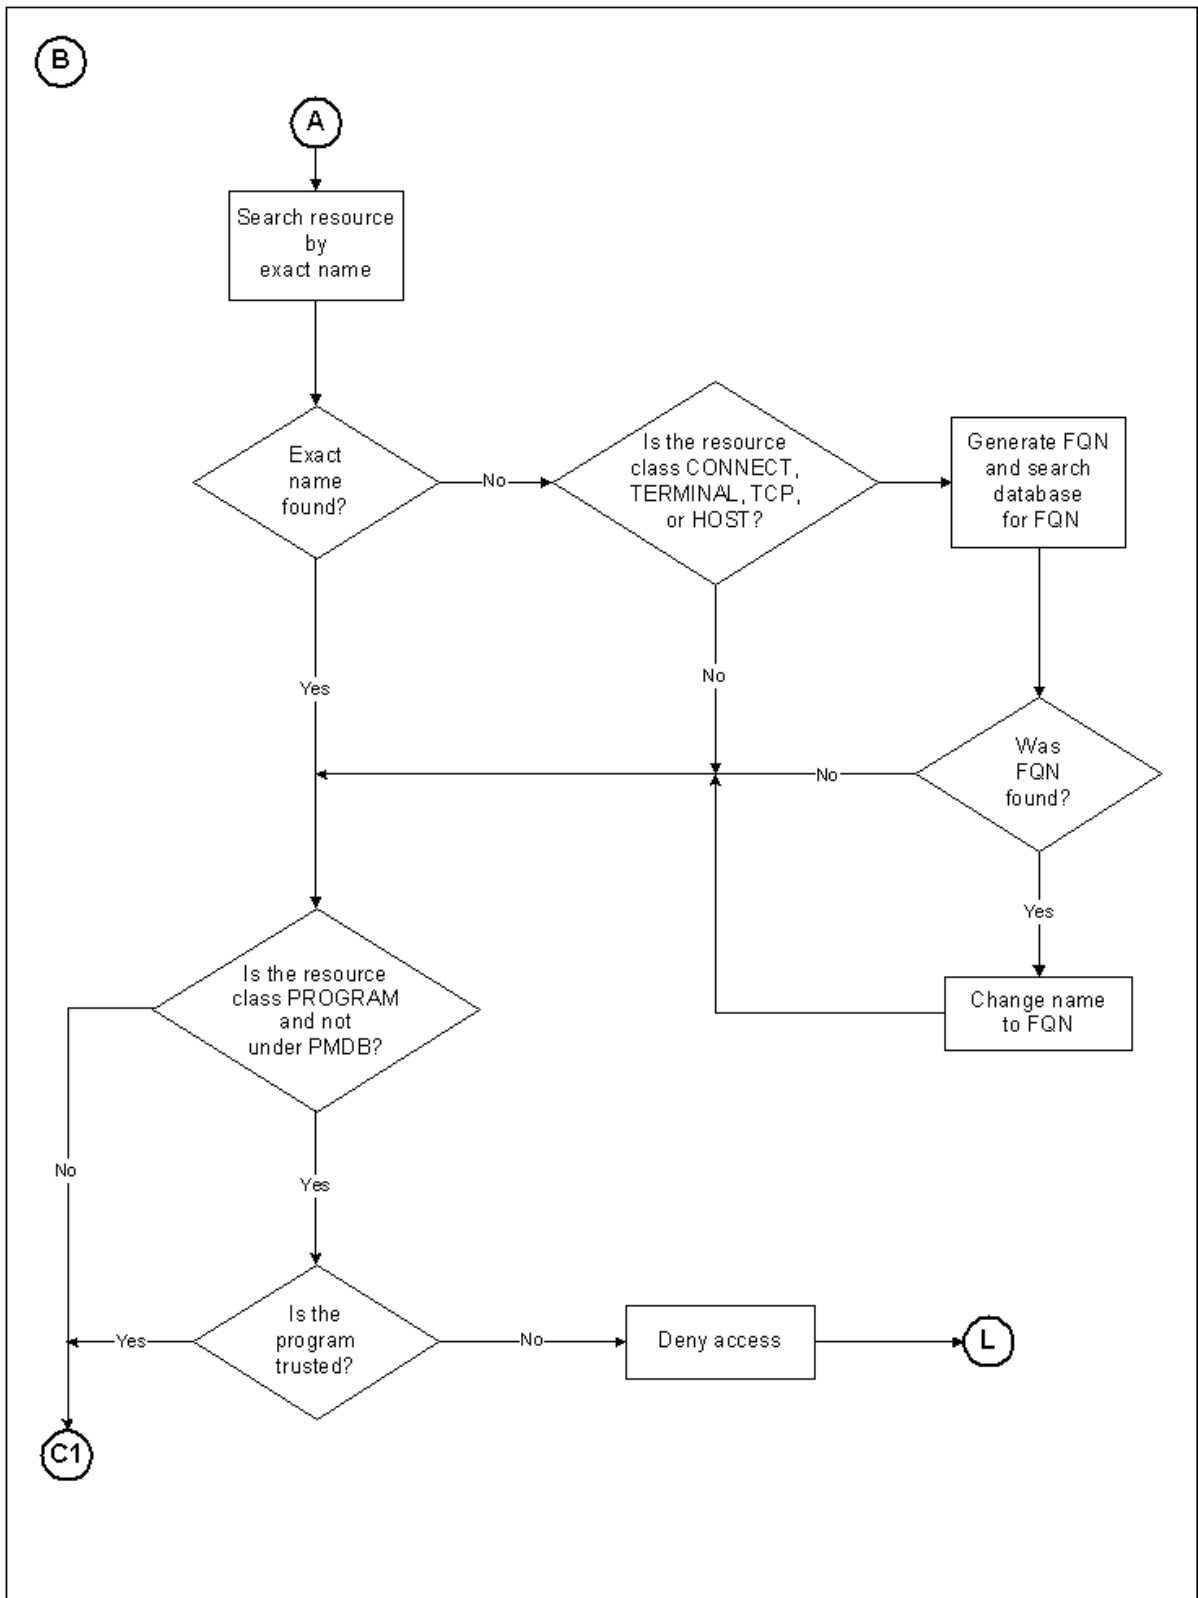 B
A
Search resource
by
exact name
Exact
name
found?
No
Is the resource
class CONNECT,
TERMINAL, TCP,
or HOST?
Generate FQN
and search
database
for FQN
Yes
No
No
Was
FQN
found?
Yes
Change name
to FQN
Is the resource
class PROGRAM
and not
under PMDB?
No
Yes
Is the
program
trusted?
Yes
No
Deny access
L
C1